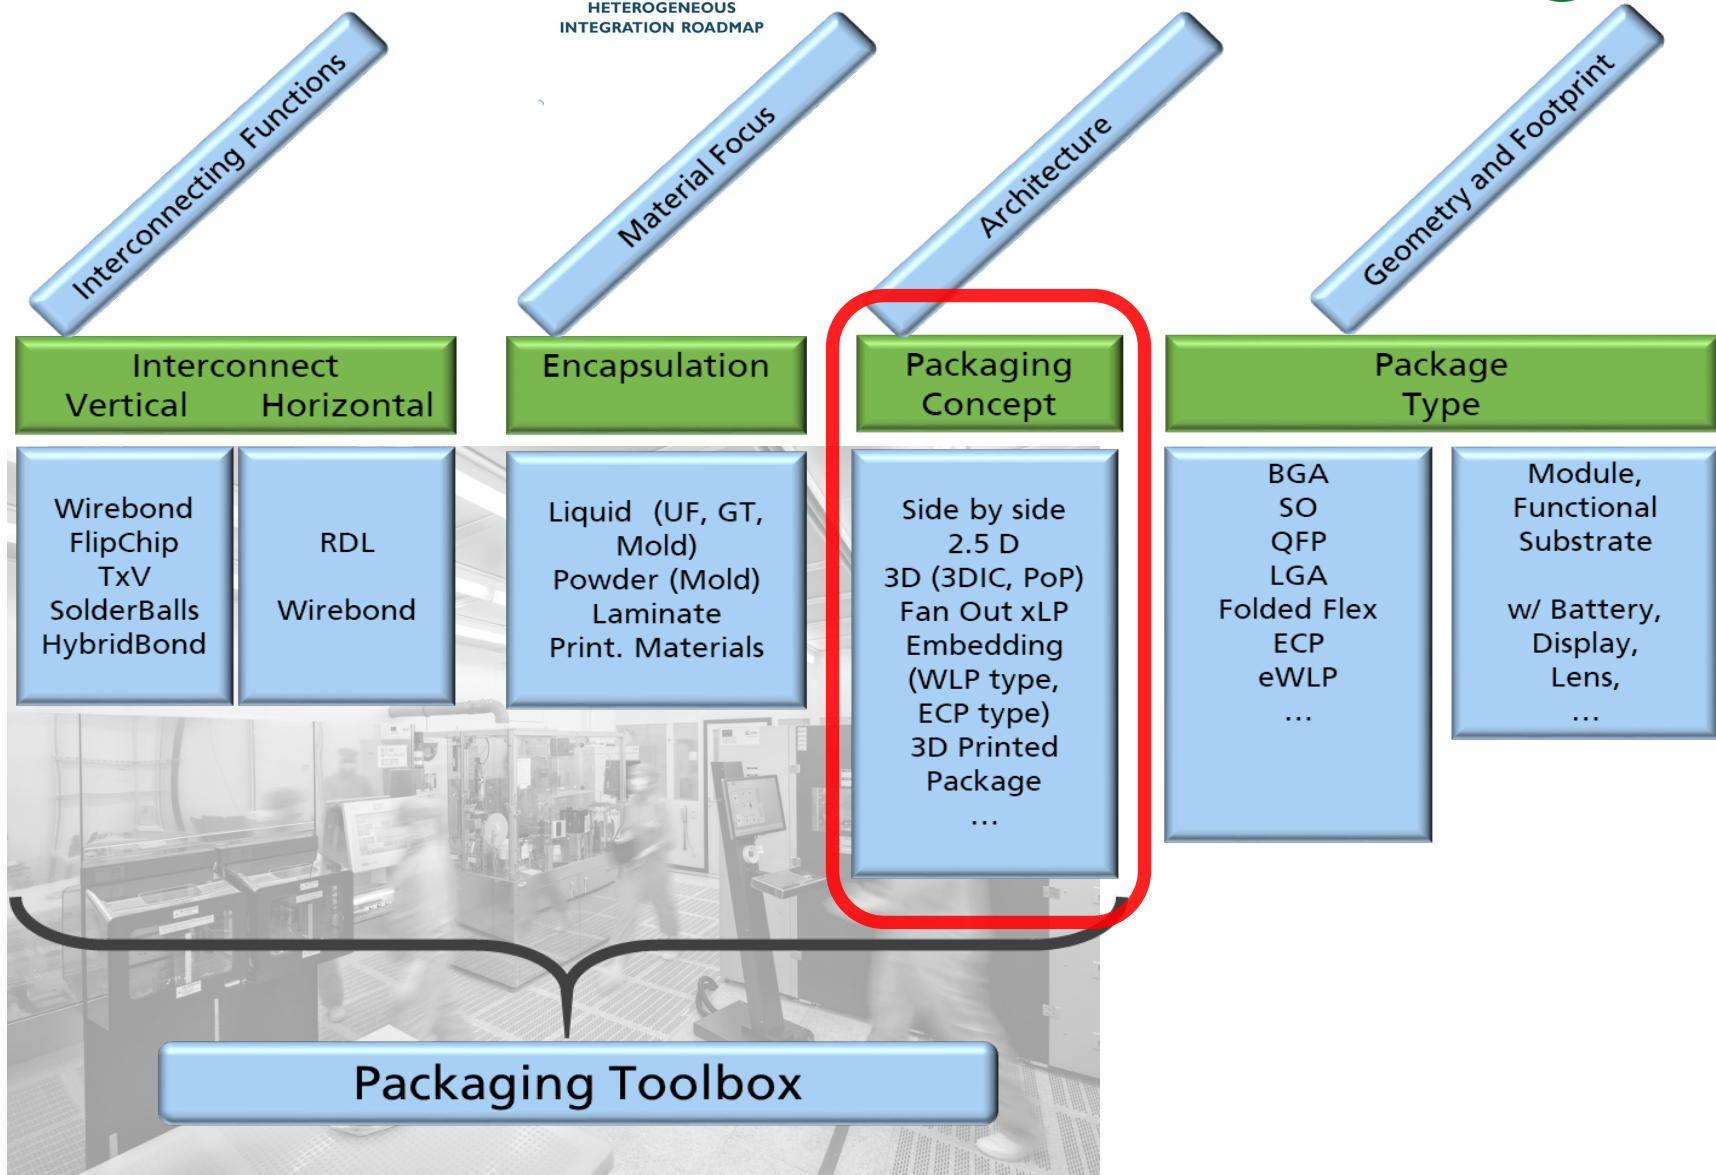 HETEROGENEOUS
INTEGRATION ROADMAP
Interconnecting Functions
Material Focus
Architecture
Geometry and Footprint
Interconnect
Vertical Horizontal
Encapsulation
Packaging
Concept
Package
Type
Wirebond
FlipChip
TxV
SolderBalls
HybridBond
RDL
Wirebond
Liquid (UF, GT,
Mold)
Powder (Mold)
Laminate
Print. Materials
Side by side
2.5 D
3D (3DIC, PoP)
Fan Out xLP
Embedding
(WLP type,
ECP type)
3D Printed
Package
...
BGA
SO
QFP
LGA
Folded Flex
ECP
eWLP
...
Module,
Functional
Substrate
w/ Battery,
Display,
Lens,
...
Packaging Toolbox